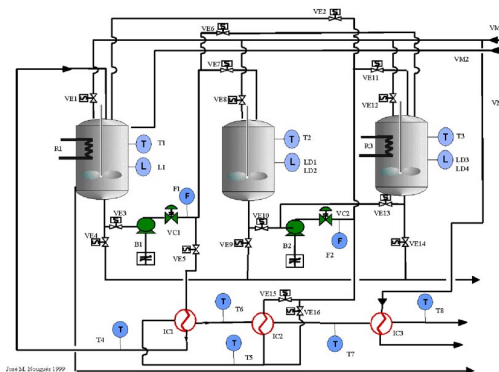 VE2
VE6
VM
VM2
VE7
VE11
V
VE1
VE8
VE12
R1
T T1
T T2
R3
T T3
L L1
L LD1
LD2
L LD3
LD4
F1
F
VE3
VC1
VE10
VC2
VE13
VE4
B1
VE5
VE9
B2
F
F2
VE14
VE15
VE16
T
T6
T
T8
IC1
IC2
IC3
T
T4
T
T5
T
T7
José M. Nougués 1999